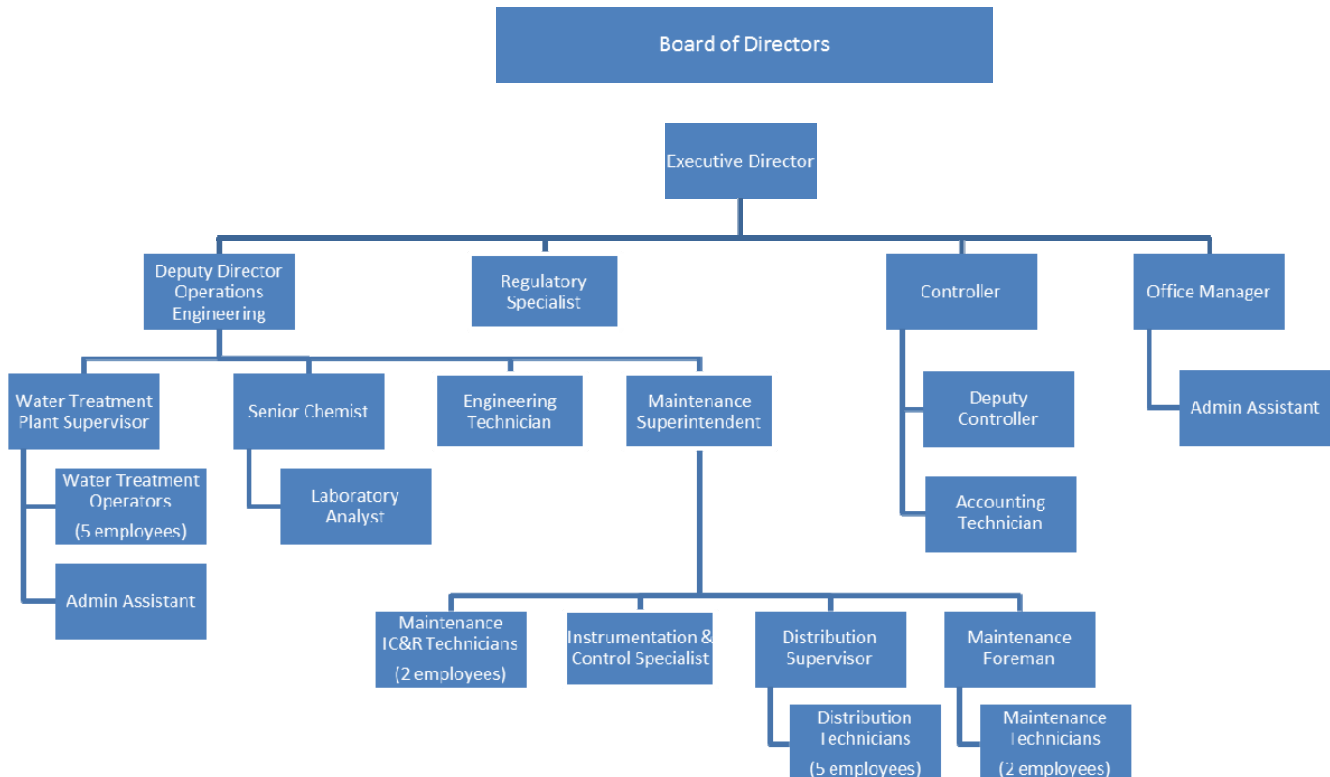 Board of Directors
Executive Director
Deputy Director
Operations
Engineering
Regulatory
Specialist
Controller
Office Manager
Water Treatment
Plant Supervisor
Senior Chemist
Engineering
Technician
Maintenance
Superintendent
Deputy
Controller
Admin Assistant
Water Treatment
Operators
(5 employees)
Laboratory
Analyst
Accounting
Technician
Admin Assistant
Maintenance
IC&R Technicians
(2 employees)
Instrumentation &
Control Specialist
Distribution
Supervisor
Maintenance
Foreman
Distribution
Technicians
(5 employees)
Maintenance
Technicians
(2 employees)